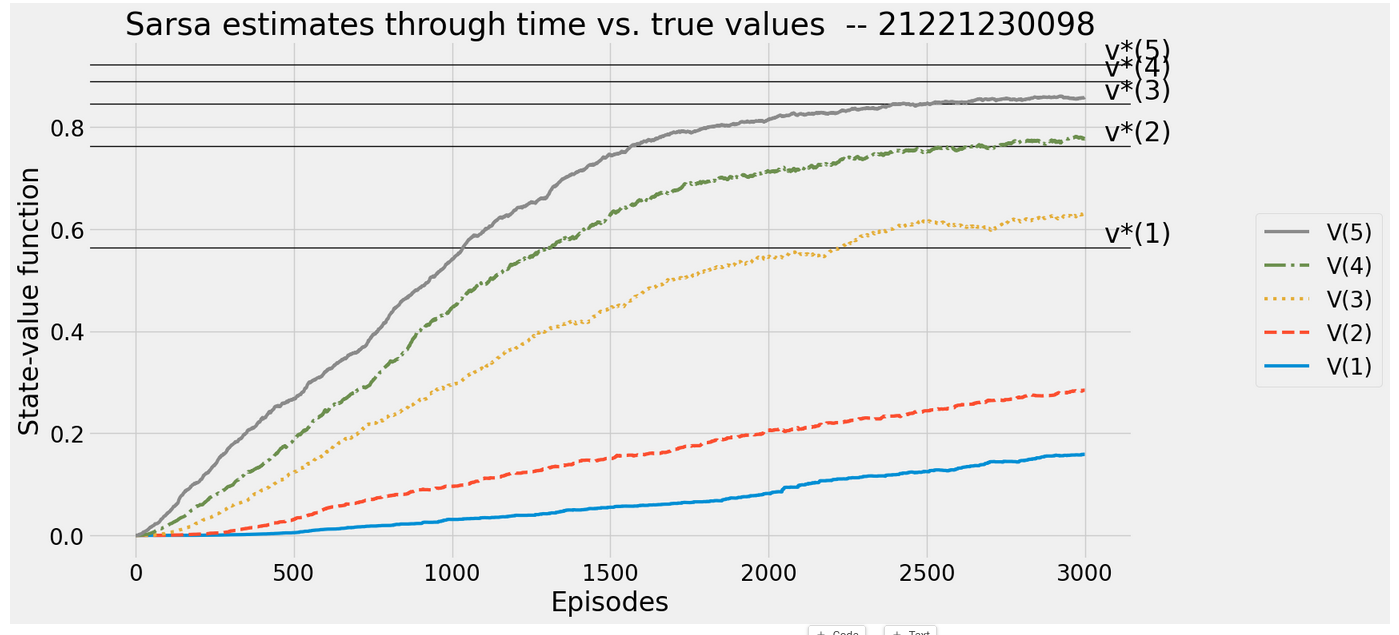 Sarsa estimates through time vs. true values -- 21221230098
v*(5)
v*(4)
v*(3)
v*(2)
v*(1)
State-value function
0.8
0.6
0.4
0.2
0.0
0 500 1000 1500 2000 2500 3000
Episodes
V(5)
V(4)
V(3)
V(2)
V(1)
+ Code + Text